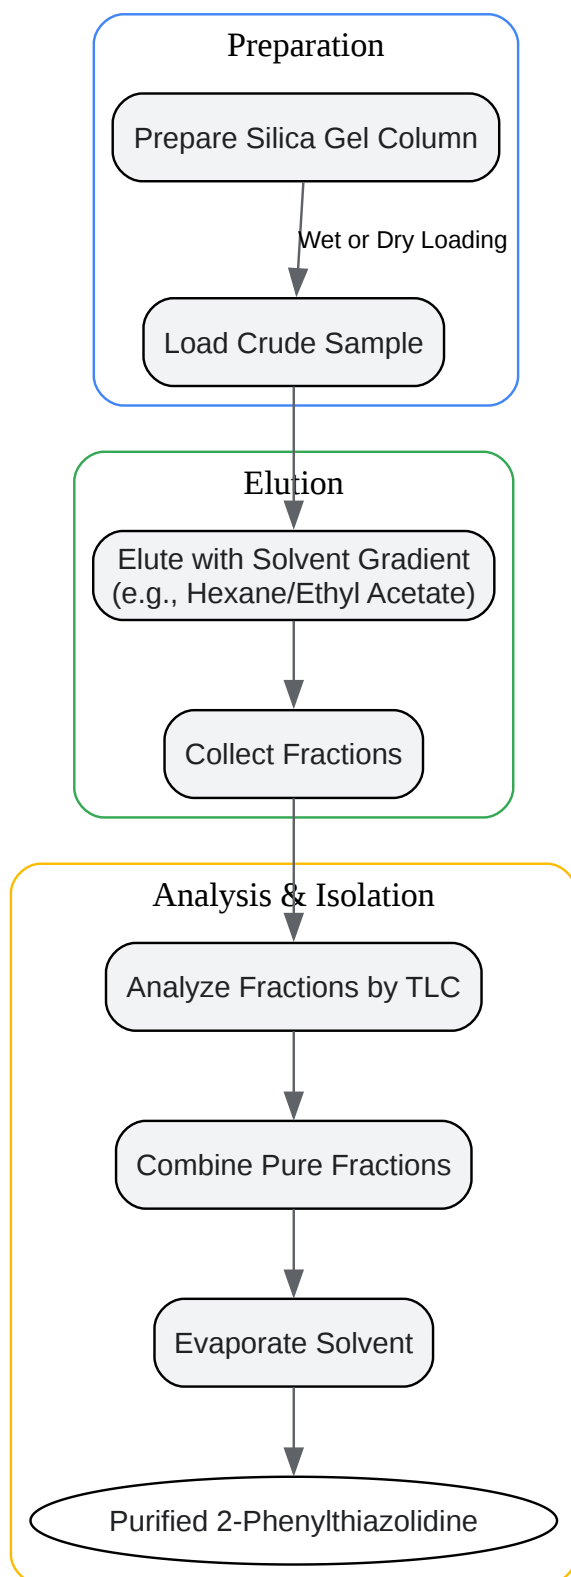 Preparation
Prepare Silica Gel Column
Wet or Dry Loading
Load Crude Sample
Elution
Elute with Solvent Gradient
(e.g., Hexane/Ethyl Acetate)
Collect Fractions
Analysis & Isolation
Analyze Fractions by TLC
Combine Pure Fractions
Evaporate Solvent
Purified 2-Phenylthiazolidine